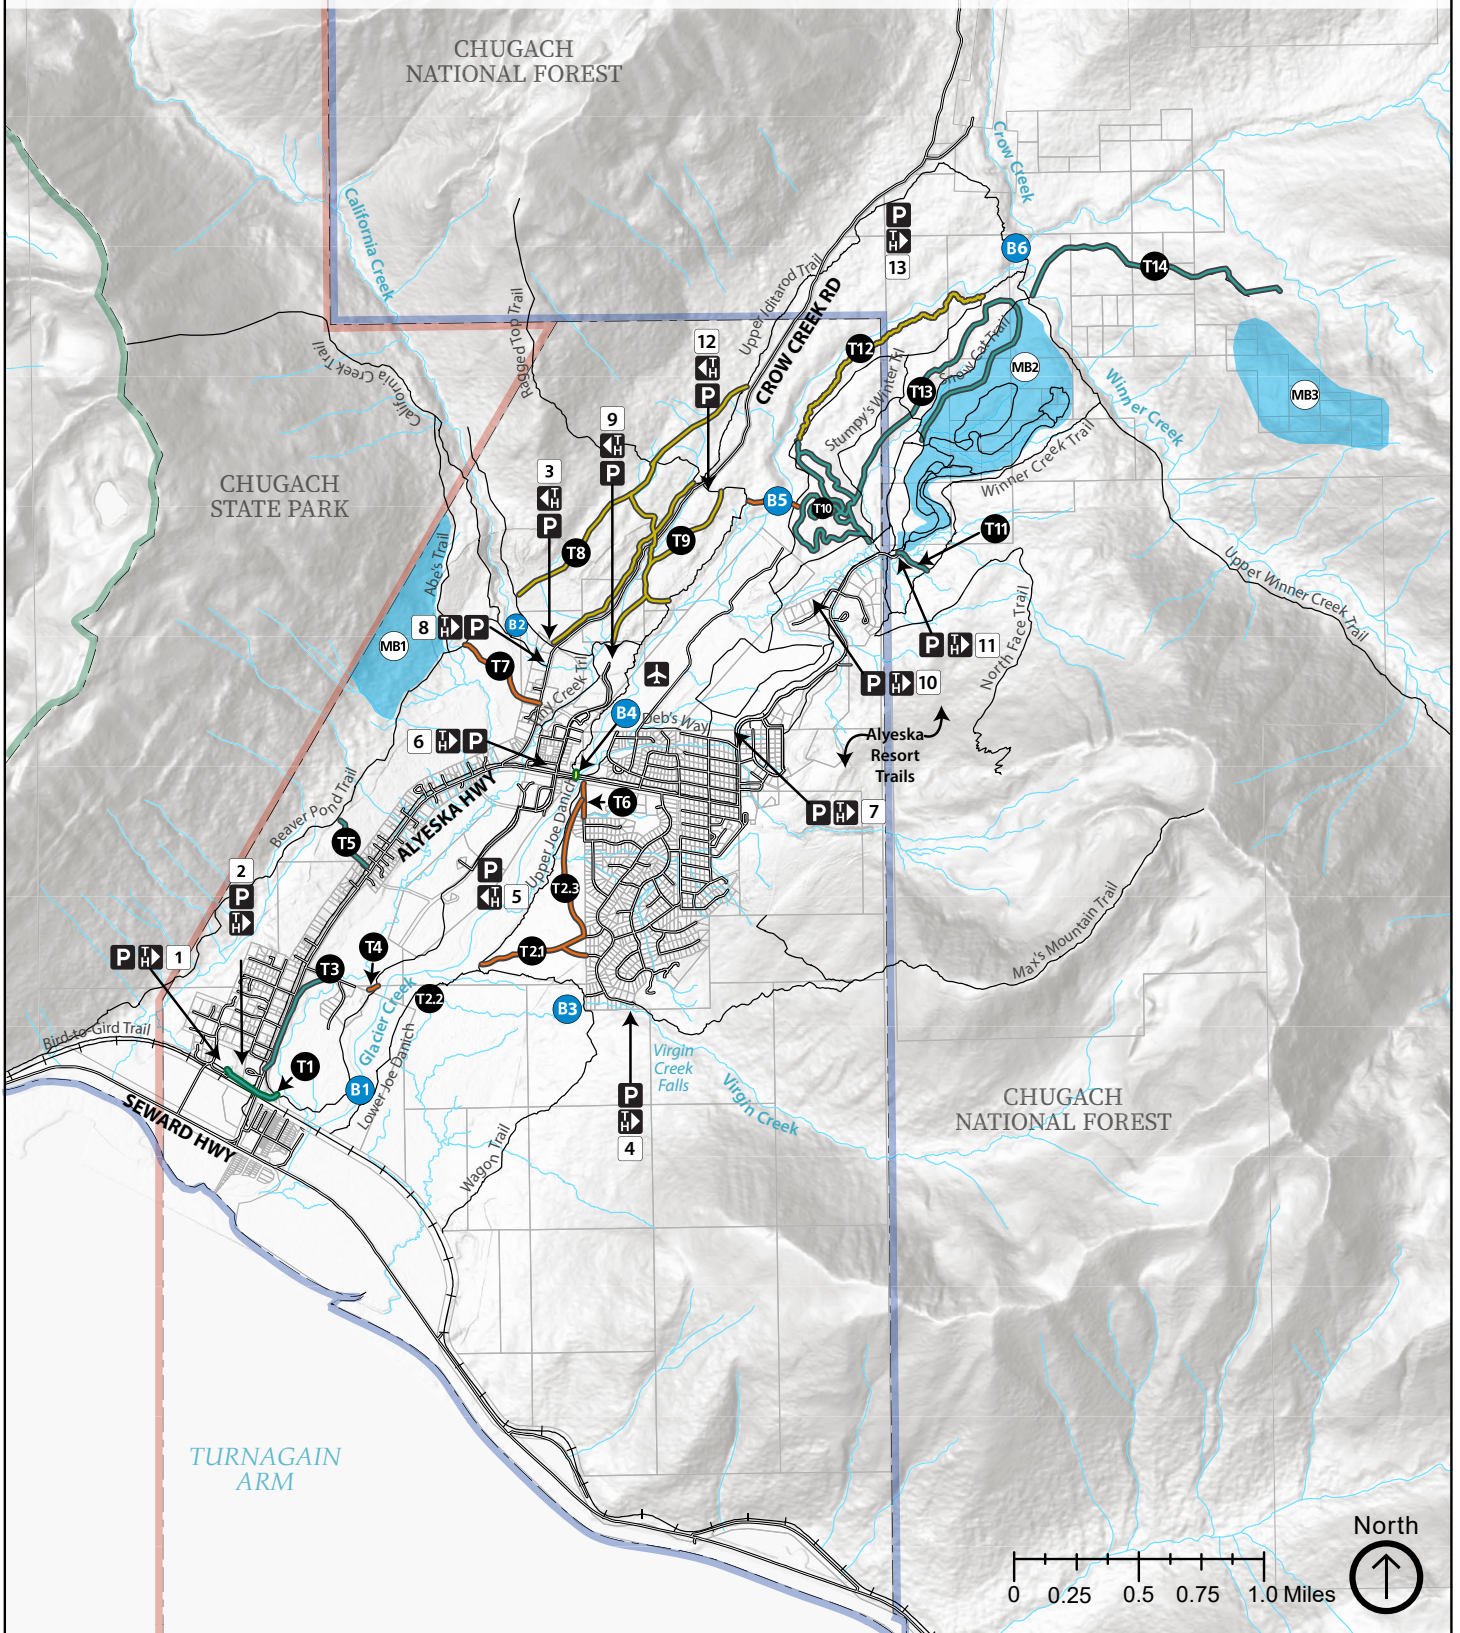 CHUGACH
NATIONAL FOREST
Crow Creek
California Creek
P
TH
13
B6
T14
Upper Iditarod Trail
CROW CREEK RD
Ragged Top Trail
California Creek Trail
12
TH
P
T12
Snow Cat Trail
Stumpy's Winter Trl
T13
MB2
MB3
Winner Creek
Winner Creek Trail
9
TH
P
3
TH
P
CHUGACH
STATE PARK
B5
T10
T11
T8
T9
Abe's Trail
Upper Winner Creek Trail
North Face Trail
8
TH
P
B2
MB1
T7
P
TH
11
P
TH
10
B4
Deb's Way
6
TH
P
Alyeska
Resort
Trails
ALYESKA HWY
Beaver Pond Trail
T6
P
TH
7
T5
Upper Joe Danich
2
P
TH
P
TH
5
T2.3
Max's Mountain Trail
P
TH
1
T4
T3
T2.1
T2.2
B3
Glacier Creek
Bird-to-Gird Trail
T1
B1
Lower Joe Danich
Virgin
Creek
Falls
Virgin Creek
P
TH
4
SEWARD HWY
Wagon Trail
CHUGACH
NATIONAL FOREST
TURNAGAIN
ARM
North
0 0.25 0.5 0.75 1.0 Miles